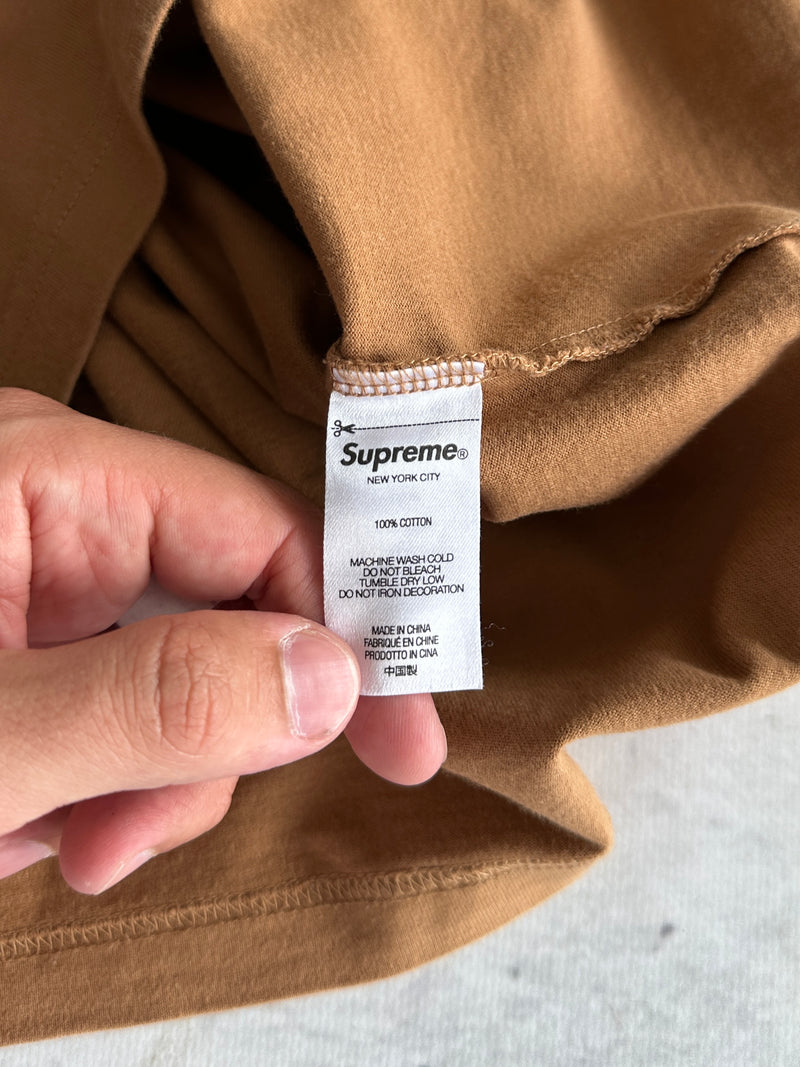 Supreme®
NEW YORK CITY
100% COTTON
MACHINE WASH COLD
DO NOT BLEACH
TUMBLE DRY LOW
DO NOT IRON DECORATION
MADE IN CHINA
FABRIQUÉ EN CHINE
PRODOTTO IN CINA
中国製